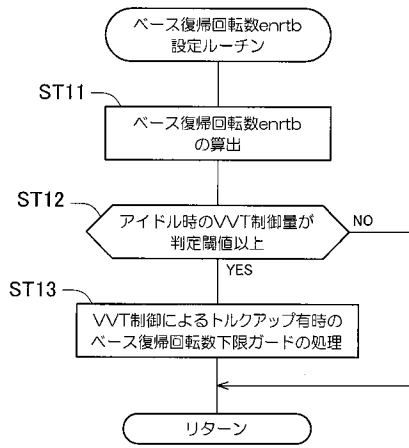 ベース復帰回転数enrtb
設定ルーチン
ST11
ベース復帰回転数enrtb
の算出
ST12
アイドル時のVVT制御量が
判定閾値以上
NO
YES
ST13
VVT制御によるトルクアップ有時の
ベース復帰回転数下限ガードの処理
リターン